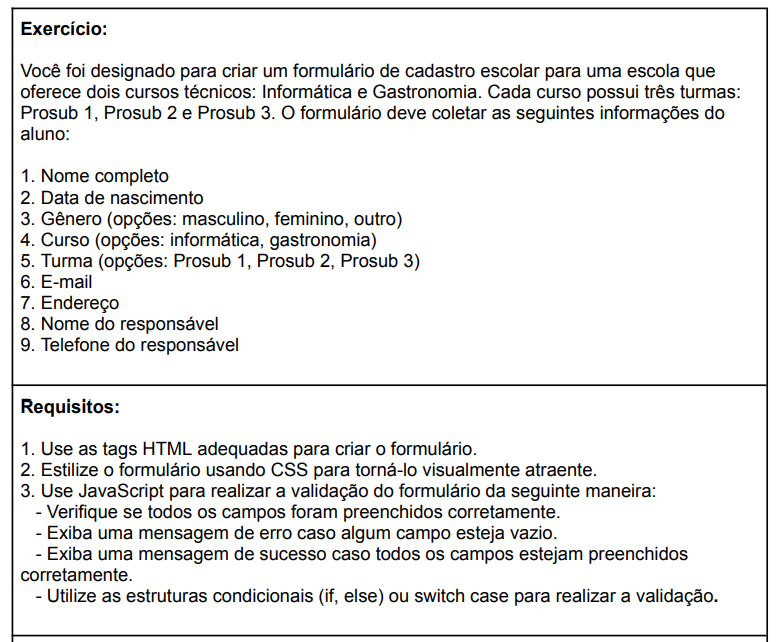 Exercício:
Você foi designado para criar um formulário de cadastro escolar para uma escola que
oferece dois cursos técnicos: Informática e Gastronomia. Cada curso possui três turmas:
Prosub 1, Prosub 2 e Prosub 3. O formulário deve coletar as seguintes informações do
aluno:
1. Nome completo
2. Data de nascimento
3. Gênero (opções: masculino, feminino, outro)
4. Curso (opções: informática, gastronomia)
5. Turma (opções: Prosub 1, Prosub 2, Prosub 3)
6. E-mail
7. Endereço
8. Nome do responsável
9. Telefone do responsável
Requisitos:
1. Use as tags HTML adequadas para criar o formulário.
2. Estilize o formulário usando CSS para torná-lo visualmente atraente.
3. Use JavaScript para realizar a validação do formulário da seguinte maneira:
- Verifique se todos os campos foram preenchidos corretamente.
- Exiba uma mensagem de erro caso algum campo esteja vazio.
- Exiba uma mensagem de sucesso caso todos os campos estejam preenchidos
corretamente.
- Utilize as estruturas condicionais (if, else) ou switch case para realizar a validação.